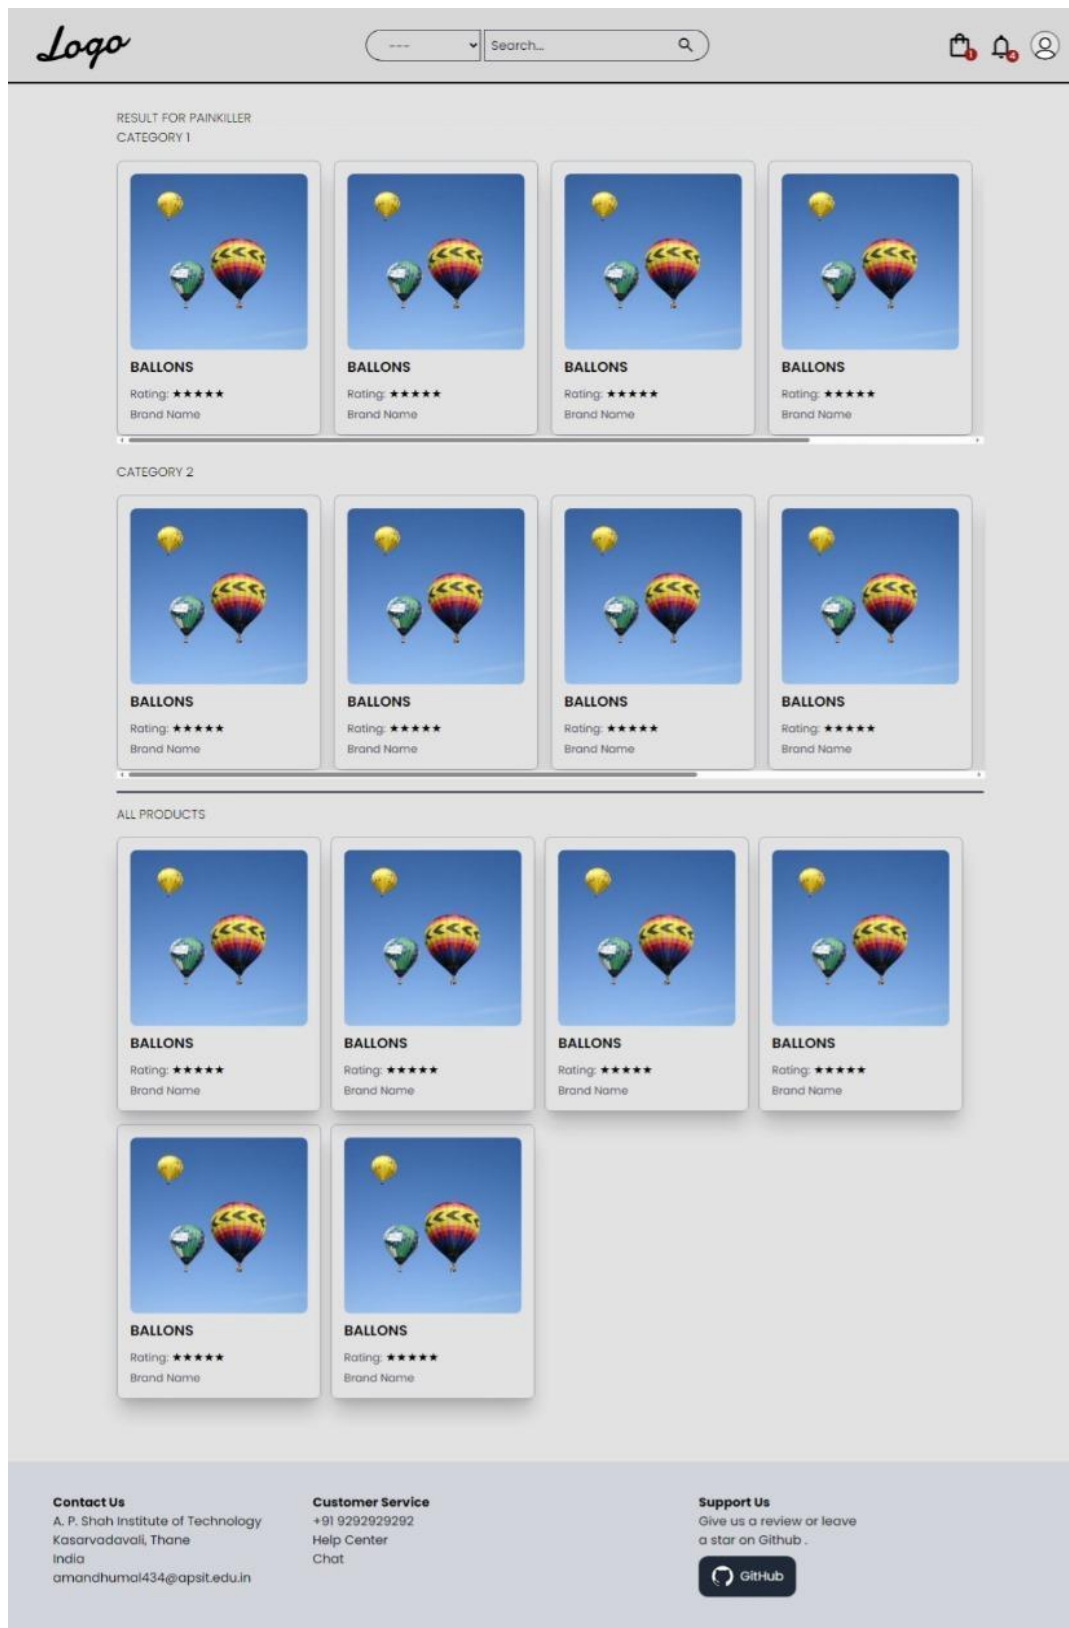 Logo
--- Search...
1 4
RESULT FOR PAINKILLER
CATEGORY 1
BALLONS BALLONS BALLONS BALLONS
Rating: ★★★★★ Rating: ★★★★★ Rating: ★★★★★ Rating: ★★★★★
Brand Name Brand Name Brand Name Brand Name
CATEGORY 2
BALLONS BALLONS BALLONS BALLONS
Rating: ★★★★★ Rating: ★★★★★ Rating: ★★★★★ Rating: ★★★★★
Brand Name Brand Name Brand Name Brand Name
ALL PRODUCTS
BALLONS BALLONS BALLONS BALLONS
Rating: ★★★★★ Rating: ★★★★★ Rating: ★★★★★ Rating: ★★★★★
Brand Name Brand Name Brand Name Brand Name
BALLONS BALLONS
Rating: ★★★★★ Rating: ★★★★★
Brand Name Brand Name
Contact Us
A. P. Shah Institute of Technology
Kasarvadavali, Thane
India
amandhumal434@apsit.edu.in
Customer Service
+91 9292929292
Help Center
Chat
Support Us
Give us a review or leave
a star on Github .
GitHub